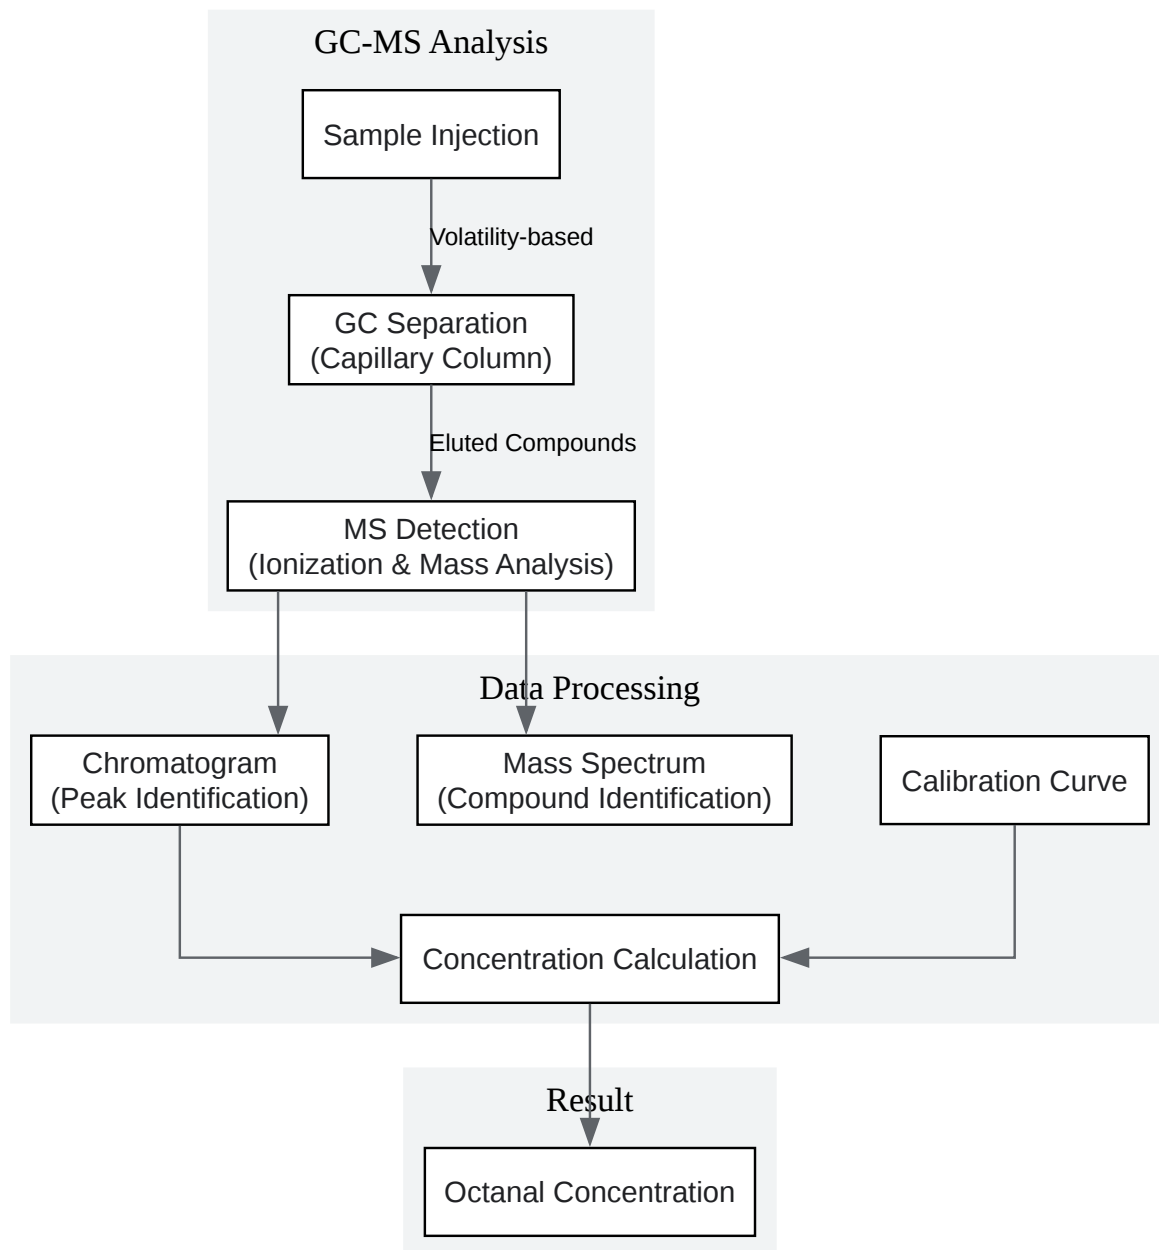 GC-MS Analysis
Sample Injection
Volatility-based
GC Separation
(Capillary Column)
Eluted Compounds
MS Detection
(Ionization & Mass Analysis)
Data Processing
Chromatogram
(Peak Identification)
Mass Spectrum
(Compound Identification)
Calibration Curve
Concentration Calculation
Result
Octanal Concentration